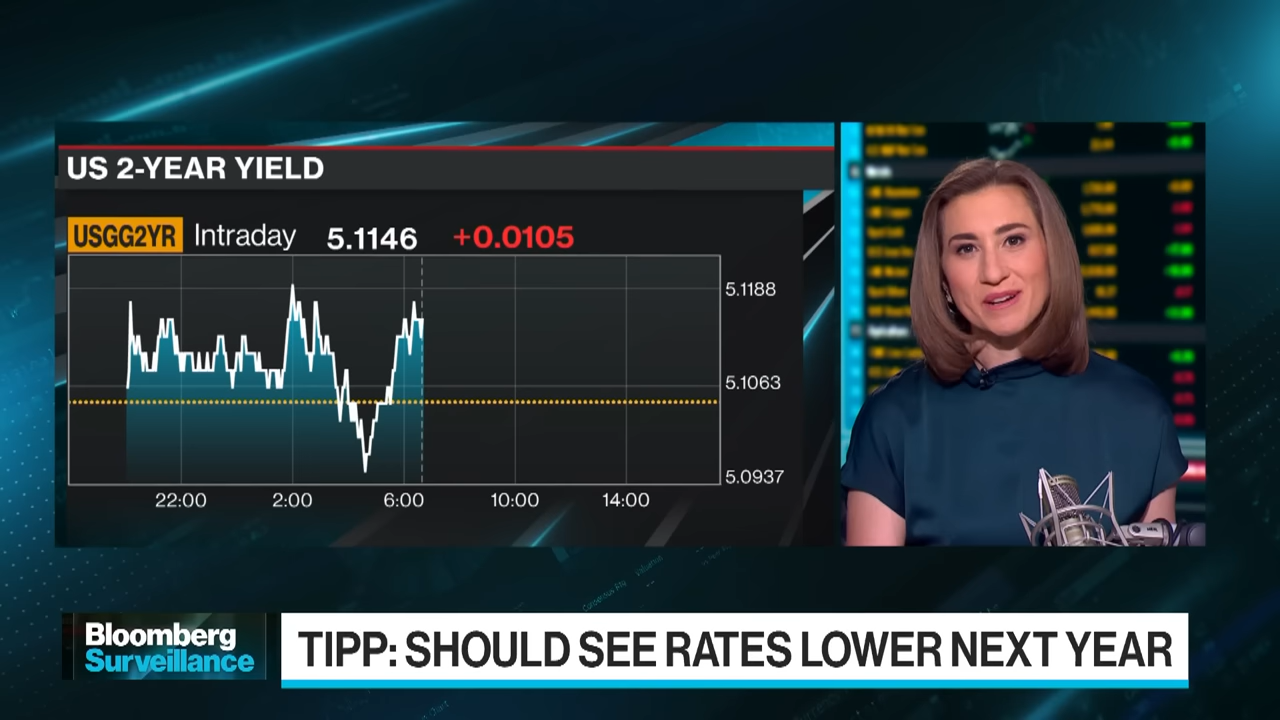 US 2-YEAR YIELD
USGG2YR Intraday 5.1146 +0.0105
5.1188
5.1063
5.0937
22:00 2:00 6:00 10:00 14:00
Bloomberg
Surveillance
TIPP: SHOULD SEE RATES LOWER NEXT YEAR